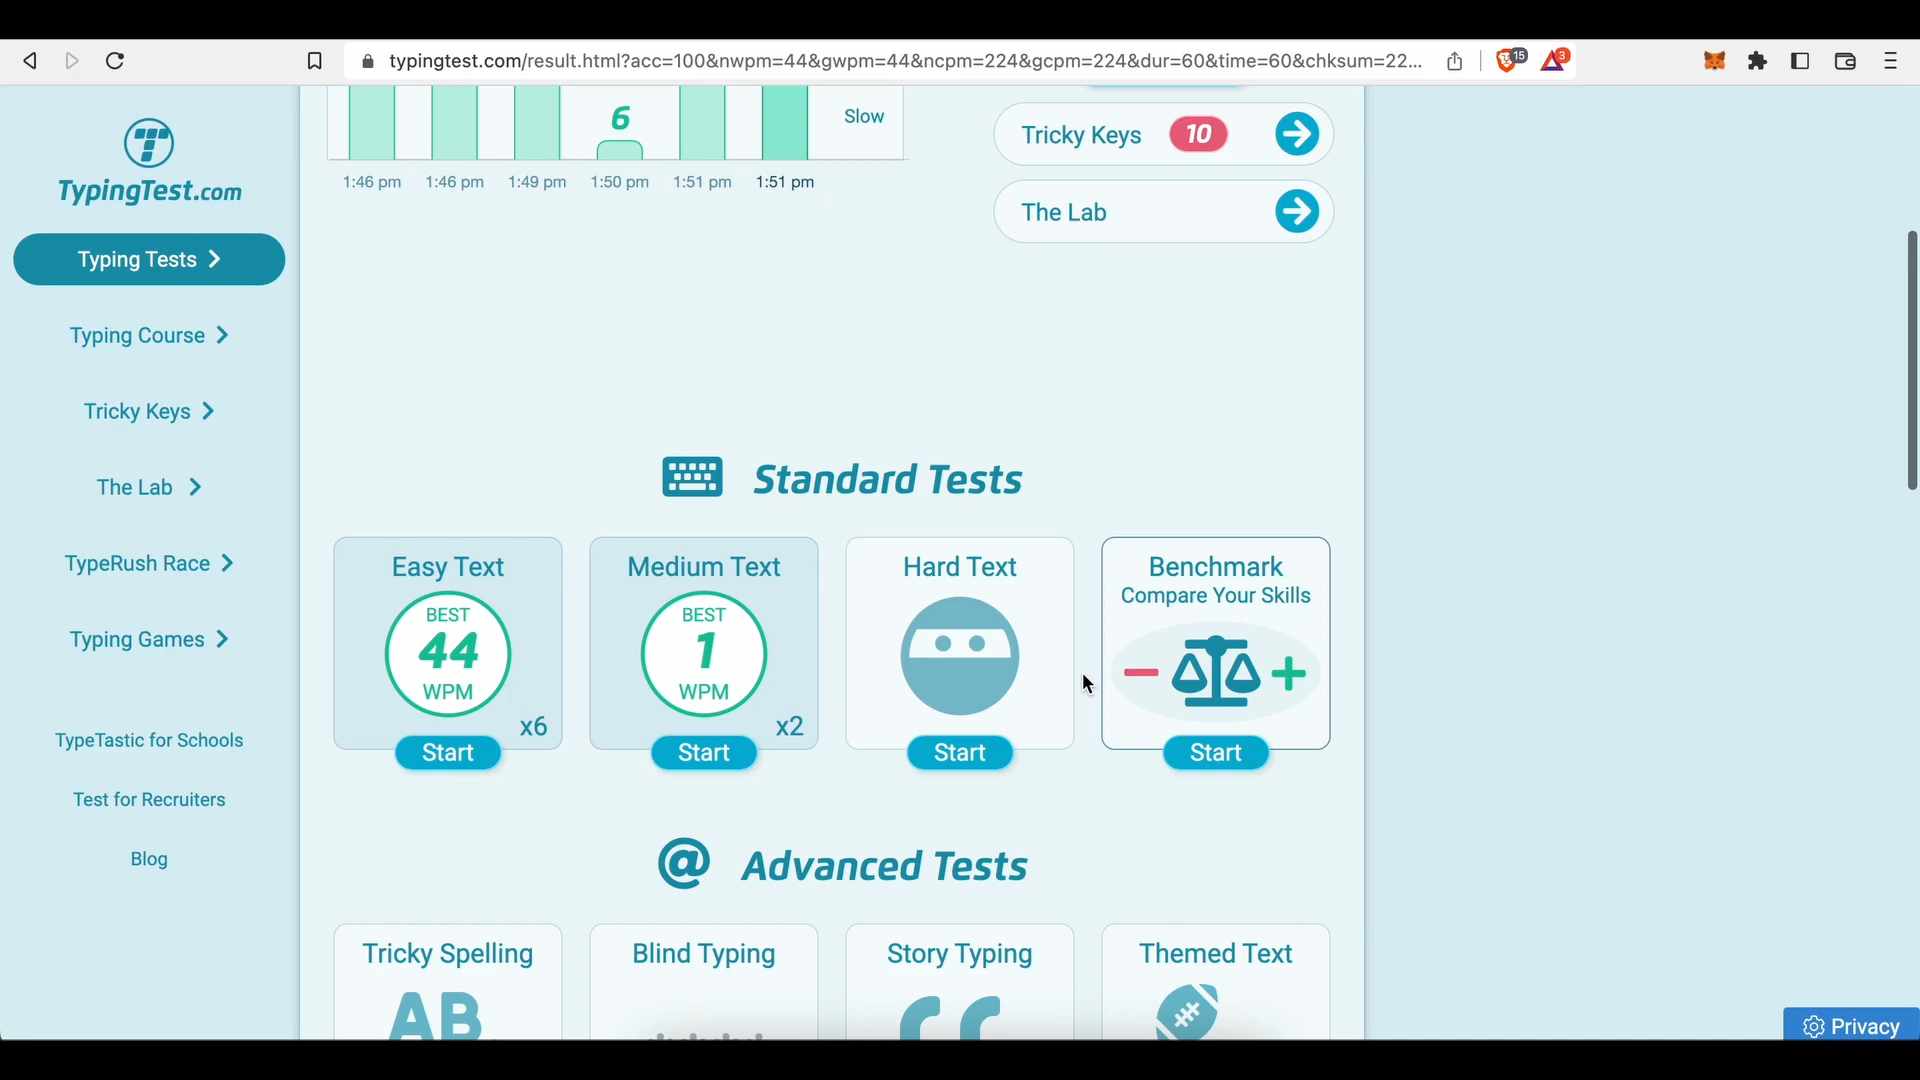 typingtest.com/result.html?acc=100&nwpm=44&gwpm=44&ncpm=224&gcpm=224&dur=60&time=60&chksum=22...
15
3
TypingTest.com
Typing Tests
Typing Course
Tricky Keys
The Lab
TypeRush Race
Typing Games
TypeTastic for Schools
Test for Recruiters
Blog
6
Slow
1:46 pm 1:46 pm 1:49 pm 1:50 pm 1:51 pm 1:51 pm
Tricky Keys 10
The Lab
Standard Tests
Easy Text
BEST
44
WPM
x6
Start
Medium Text
BEST
1
WPM
x2
Start
Hard Text
Start
Benchmark
Compare Your Skills
Start
@ Advanced Tests
Tricky Spelling
AB
Blind Typing
Story Typing
Themed Text
Privacy